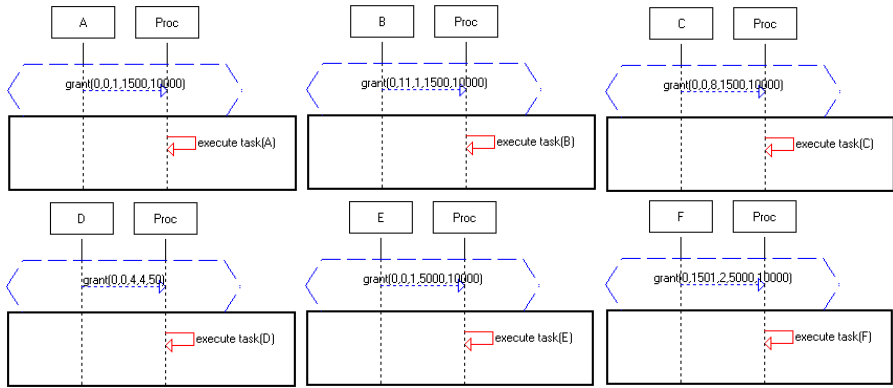 A Proc
grant(0,0,1,1500,10000)
execute task(A)
B Proc
grant(0,11,1,1500,10000)
execute task(B)
C Proc
grant(0,0,8,1500,10000)
execute task(C)
D Proc
grant(0,0,4,4,50)
execute task(D)
E Proc
grant(0,0,1,5000,10000)
execute task(E)
F Proc
grant(0,1501,2,5000,10000)
execute task(F)